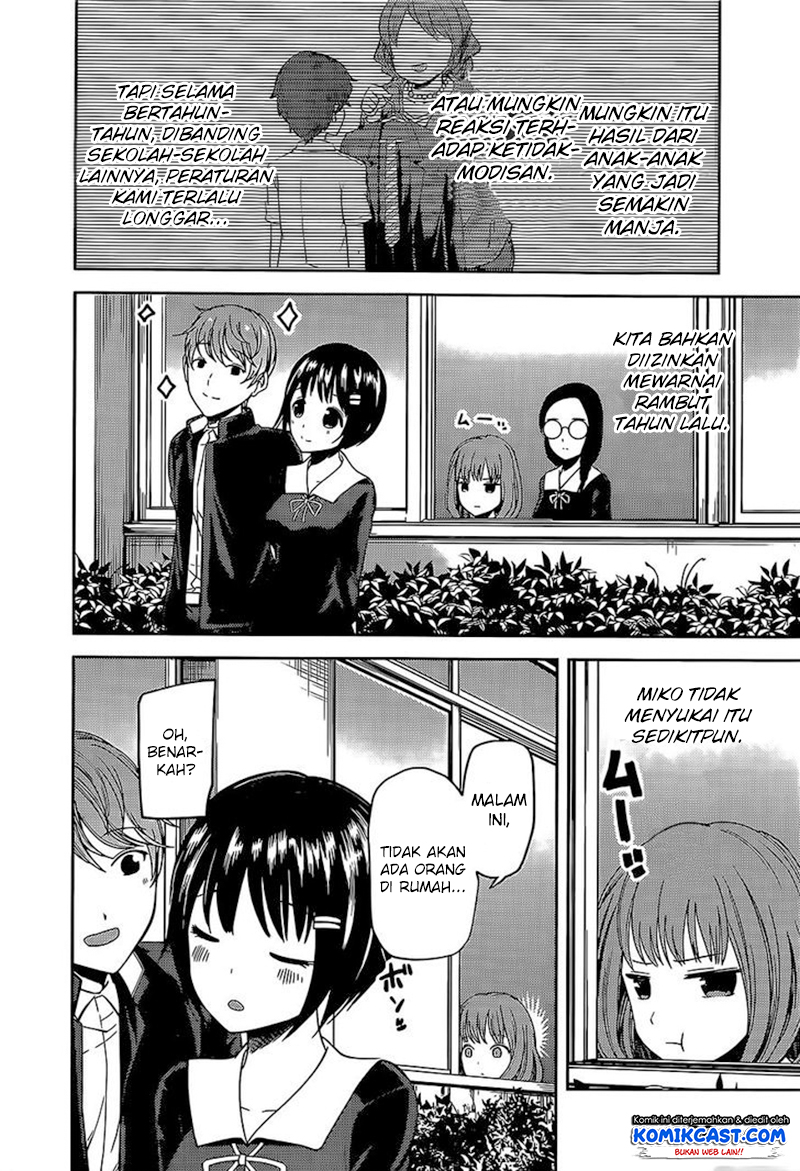 MUNGKIN ITU
HASIL DARI
ANAK-ANAK
YANG JADI
SEMAKIN
MANJA.
ATAU MUNGKIN
REAKSI TERH-
ADAP KETIDAK-
MODISAN.
TAPI SELAMA
BERTAHUN-
TAHUN, DIBANDING
SEKOLAH-SEKOLAH
LAINNYA, PERATURAN
KAMI TERLALU
LONGGAR...
KITA BAHKAN
DIIZINKAN
MEWARNAI
RAMBUT
TAHUN LALU.
ムーッ
MIKO TIDAK
MENYUKAI ITU
SEDIKITPUN.
ムーッ
MALAM
INI,
TIDAK AKAN
ADA ORANG
DI RUMAH...
OH,
BENAR-
KAH?
ボソッ
Komik ini diterjemahkan & diedit oleh
KOMIKCAST.COM
BUKAN WEB LAIN!!